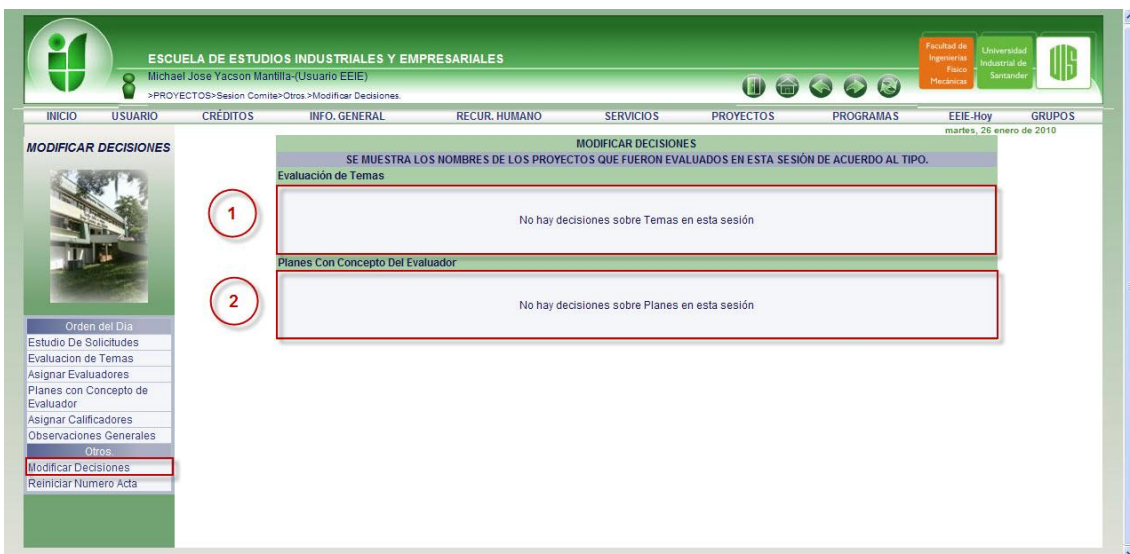 ESCUELA DE ESTUDIOS INDUSTRIALES Y EMPRESARIALES
Michael Jose Yacson Mantilla-(Usuario EEIE)
>PROYECTOS>Sesion Comite>Otros.>Modificar Decisiones.
Facultad de
Ingenierías
Físico
Mecánicas
Universidad
Industrial de
Santander
INICIO USUARIO CRÉDITOS INFO. GENERAL RECUR. HUMANO SERVICIOS PROYECTOS PROGRAMAS EEIE-Hoy GRUPOS
martes, 26 enero de 2010
MODIFICAR DECISIONES
MODIFICAR DECISIONES
SE MUESTRA LOS NOMBRES DE LOS PROYECTOS QUE FUERON EVALUADOS EN ESTA SESIÓN DE ACUERDO AL TIPO.
Evaluación de Temas
1
No hay decisiones sobre Temas en esta sesión
Planes Con Concepto Del Evaluador
2
No hay decisiones sobre Planes en esta sesión
Orden del Dia
Estudio De Solicitudes
Evaluacion de Temas
Asignar Evaluadores
Planes con Concepto de
Evaluador
Asignar Calificadores
Observaciones Generales
Otros.
Modificar Decisiones
Reiniciar Numero Acta